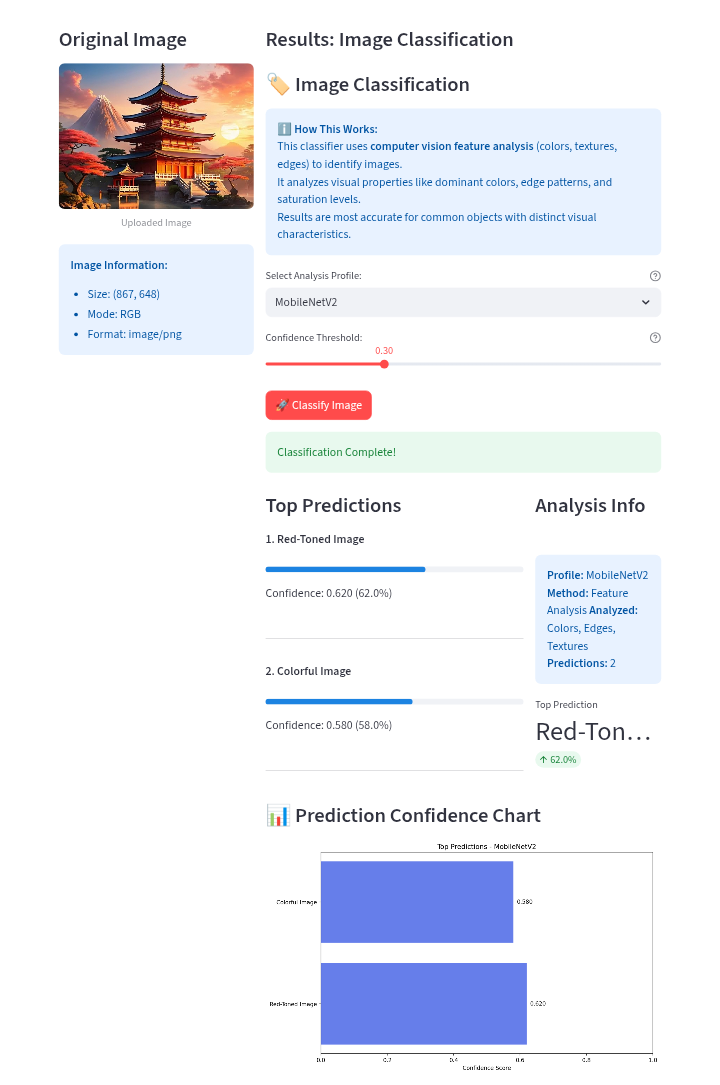 Original Image
Uploaded Image
Image Information:
• Size: (867, 648)
• Mode: RGB
• Format: image/png
Results: Image Classification
🏷️ Image Classification
ℹ️ How This Works:
This classifier uses computer vision feature analysis (colors, textures,
edges) to identify images.
It analyzes visual properties like dominant colors, edge patterns, and
saturation levels.
Results are most accurate for common objects with distinct visual
characteristics.
Select Analysis Profile:
MobileNetV2
Confidence Threshold:
0.30
🚀 Classify Image
Classification Complete!
Top Predictions
1. Red-Toned Image
Confidence: 0.620 (62.0%)
2. Colorful Image
Confidence: 0.580 (58.0%)
Analysis Info
Profile: MobileNetV2
Method: Feature
Analysis Analyzed:
Colors, Edges,
Textures
Predictions: 2
Top Prediction
Red-Ton…
↑ 62.0%
📊 Prediction Confidence Chart
Top Predictions - MobileNetV2
Colorful Image
0.580
Red-Toned Image
0.620
0.0 0.2 0.4 0.6 0.8 1.0
Confidence Score